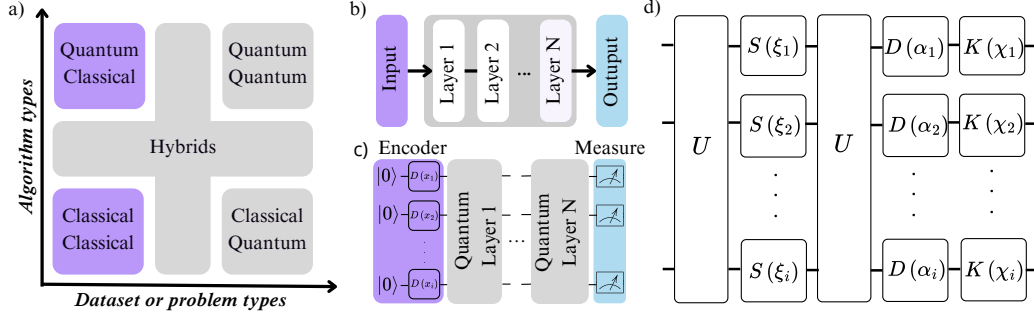 a)
Algorithm types
Quantum
Classical
Quantum
Quantum
Hybrids
Classical
Classical
Classical
Quantum
Dataset or problem types
b)
Input
Layer 1
Layer 2
...
Layer N
Outuput
c)
Encoder
Measure
|0⟩ D(x₁)
|0⟩ D(x₂)
|0⟩ D(xᵢ)
Quantum
Layer 1
...
Quantum
Layer N
d)
U
S(ξ₁)
S(ξ₂)
S(ξᵢ)
U
D(α₁)
D(α₂)
D(αᵢ)
K(χ₁)
K(χ₂)
K(χᵢ)